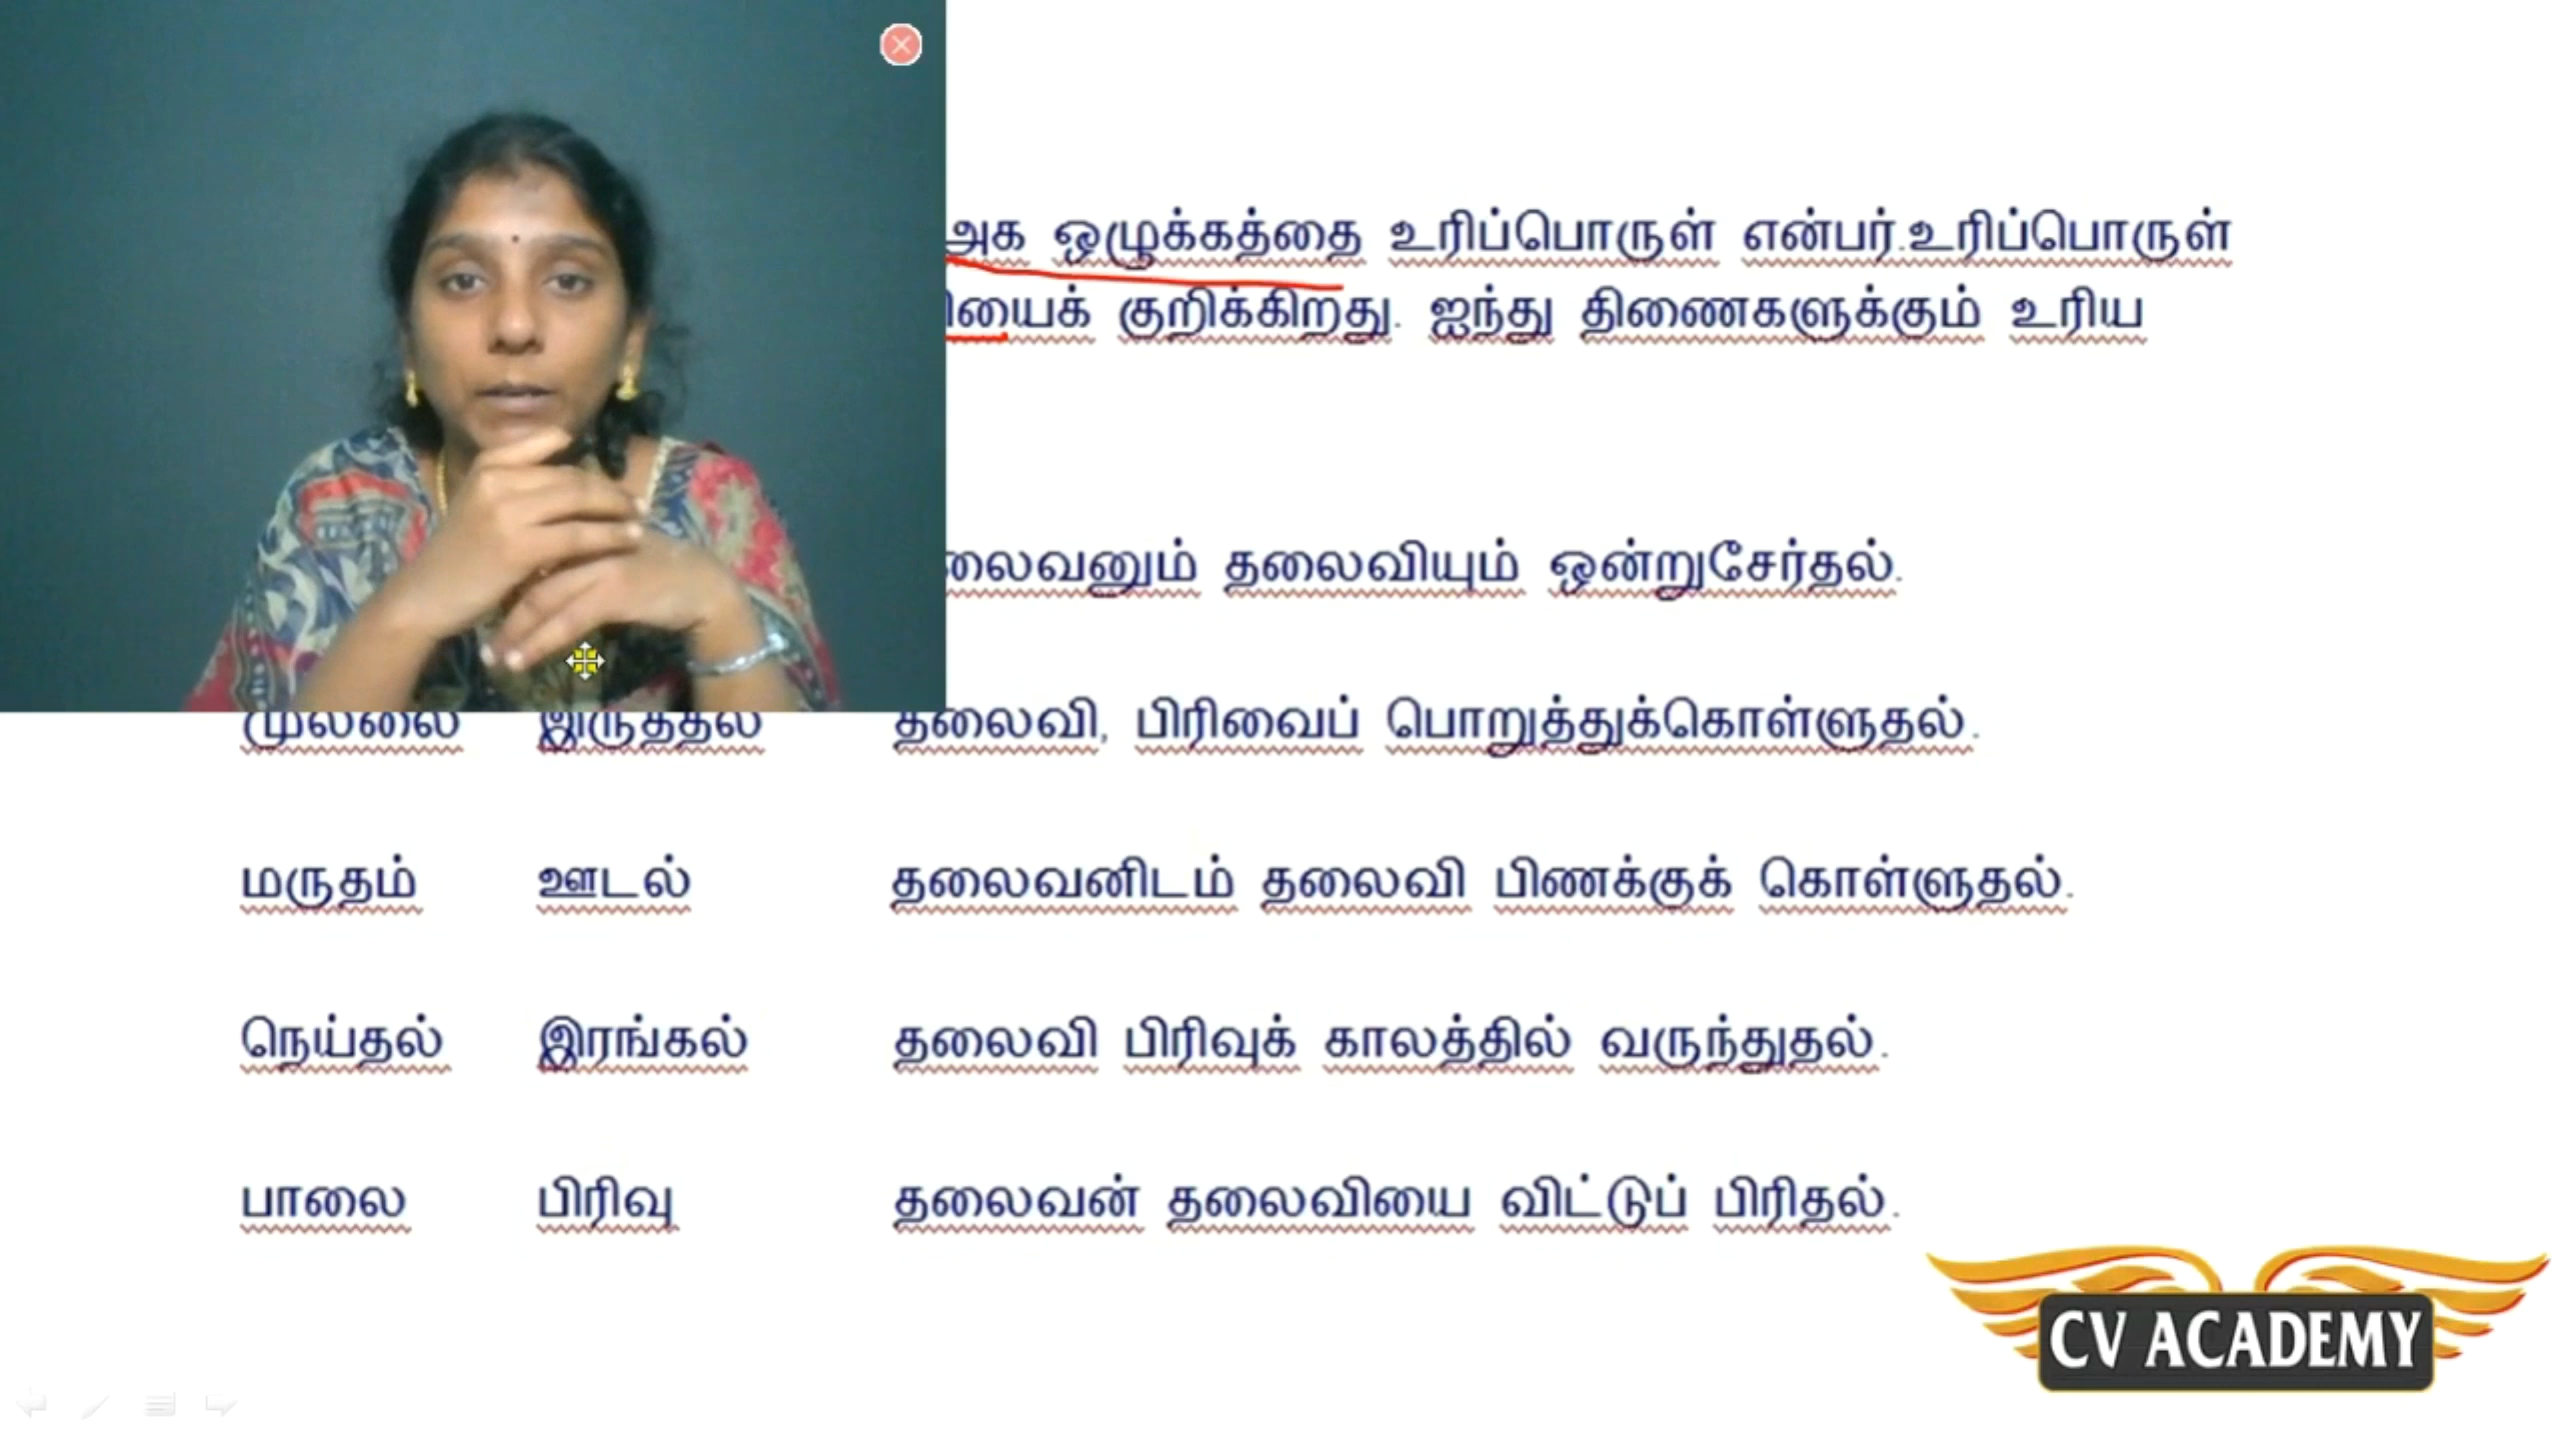 அக ஒழுக்கத்தை உரிப்பொருள் என்பர்.உரிப்பொருள்
குறிக்கிறது. ஐந்து திணைகளுக்கும் உரிய
தலைவியும் ஒன்றுசேர்தல்.
முல்லை இருத்தல் தலைவி, பிரிவைப் பொறுத்துக்கொள்ளுதல்.
மருதம் ஊடல் தலைவனிடம் தலைவி பிணக்குக் கொள்ளுதல்.
நெய்தல் இரங்கல் தலைவி பிரிவுக் காலத்தில் வருந்துதல்.
பாலை பிரிவு தலைவன் தலைவியை விட்டுப் பிரிதல்.
CV ACADEMY